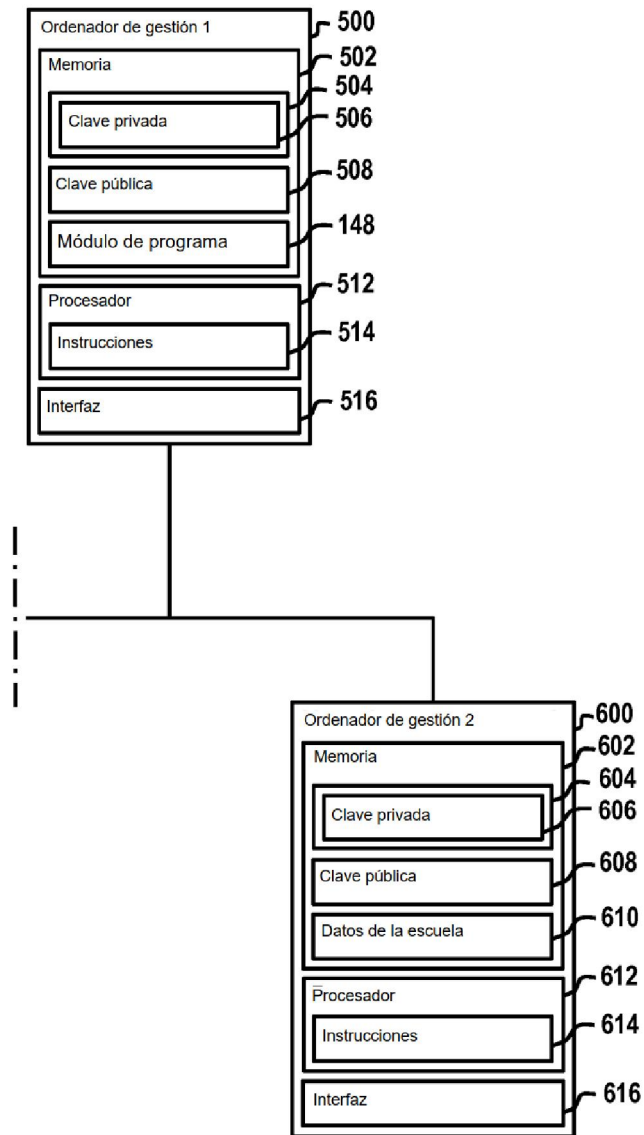 Ordenador de gestión 1
500
Memoria
502
504
Clave privada
506
Clave pública
508
Módulo de programa
148
Procesador
512
Instrucciones
514
Interfaz
516
Ordenador de gestión 2
600
Memoria
602
604
Clave privada
606
Clave pública
608
Datos de la escuela
610
Procesador
612
Instrucciones
614
Interfaz
616